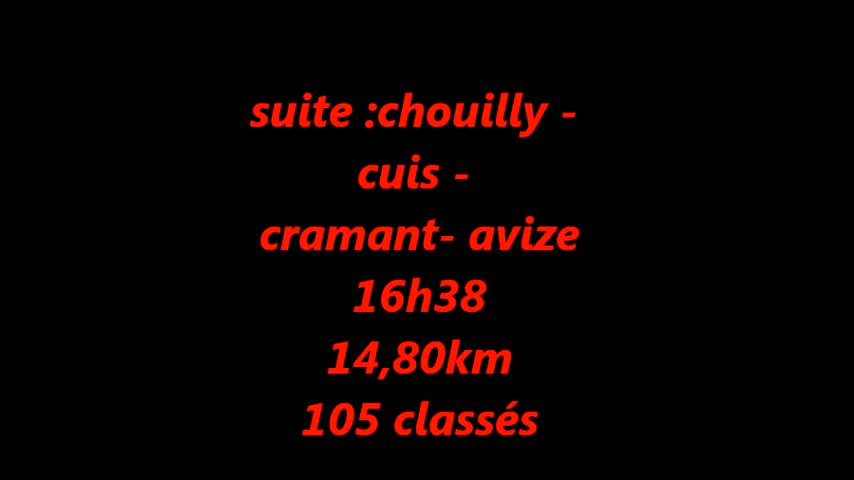 suite :chouilly -
cuis -
cramant- avize
16h38
14,80km
105 classés